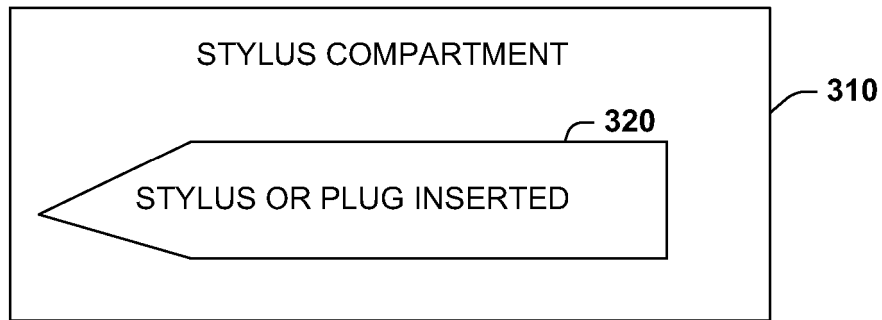 STYLUS COMPARTMENT
310
320
STYLUS OR PLUG INSERTED